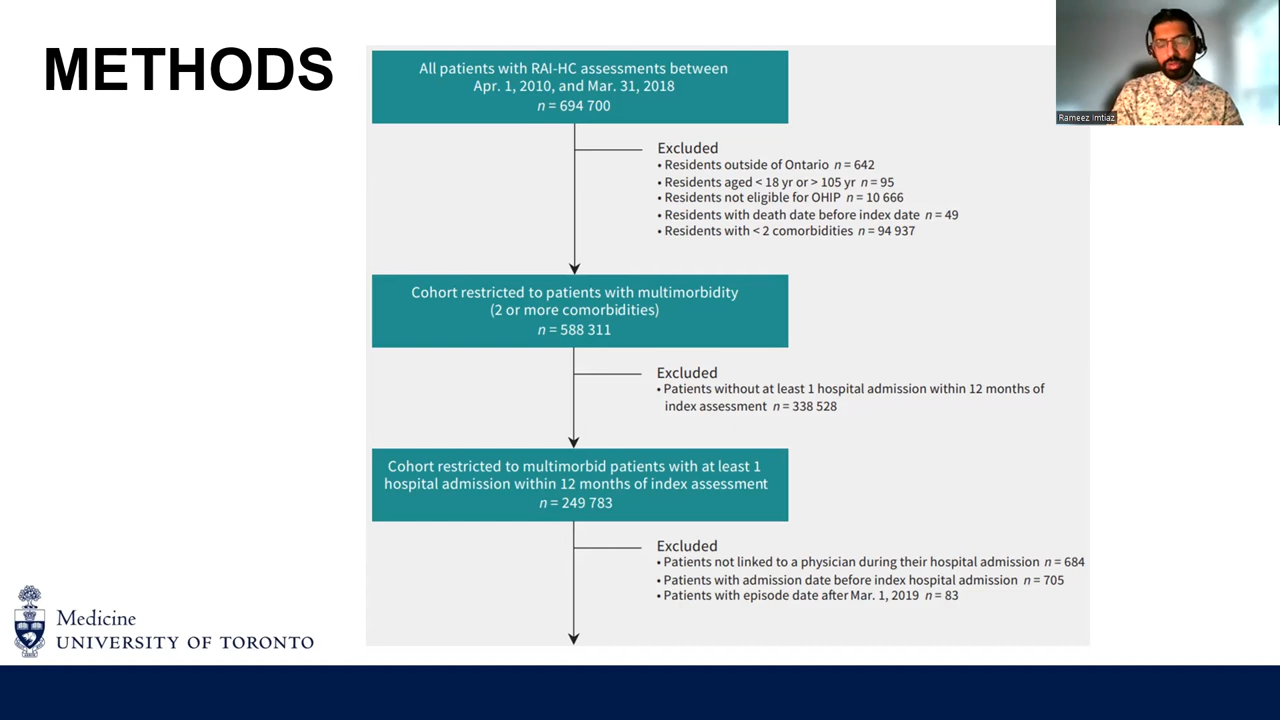 METHODS
All patients with RAI-HC assessments between
Apr. 1, 2010, and Mar. 31, 2018
n = 694 700
Excluded
• Residents outside of Ontario n = 642
• Residents aged < 18 yr or > 105 yr n = 95
• Residents not eligible for OHIP n = 10 666
• Residents with death date before index date n = 49
• Residents with < 2 comorbidities n = 94 937
Cohort restricted to patients with multimorbidity
(2 or more comorbidities)
n = 588 311
Excluded
• Patients without at least 1 hospital admission within 12 months of
index assessment n = 338 528
Cohort restricted to multimorbid patients with at least 1
hospital admission within 12 months of index assessment
n = 249 783
Excluded
• Patients not linked to a physician during their hospital admission n = 684
• Patients with admission date before index hospital admission n = 705
• Patients with episode date after Mar. 1, 2019 n = 83
Medicine
UNIVERSITY OF TORONTO
Rameez Imtiaz